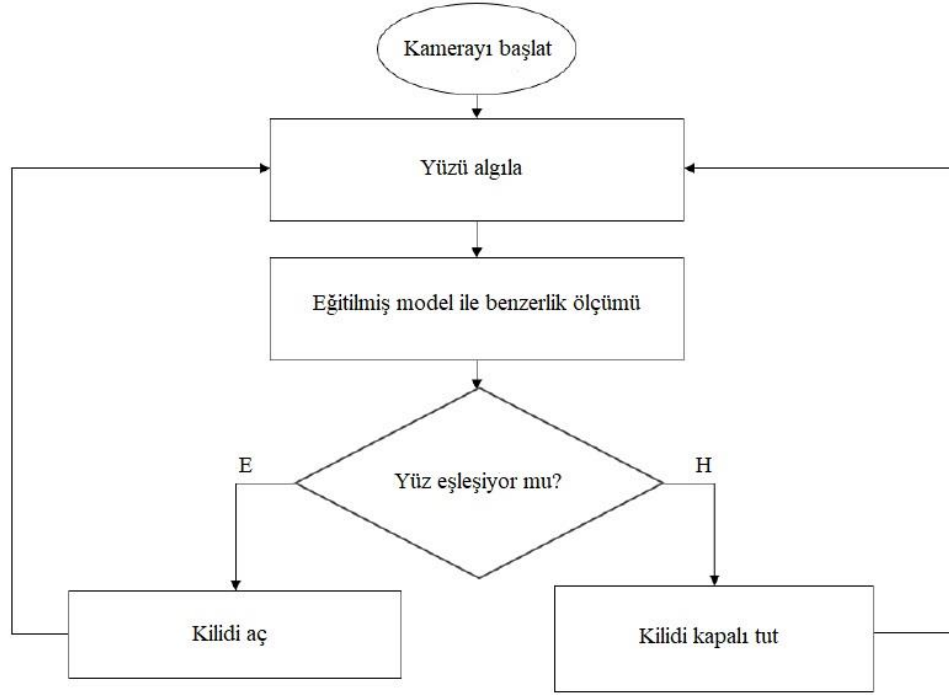 Kamerayı başlat
Yüzü algıla
Eğitilmiş model ile benzerlik ölçümü
Yüz eşleşiyor mu?
E
H
Kilidi aç
Kilidi kapalı tut